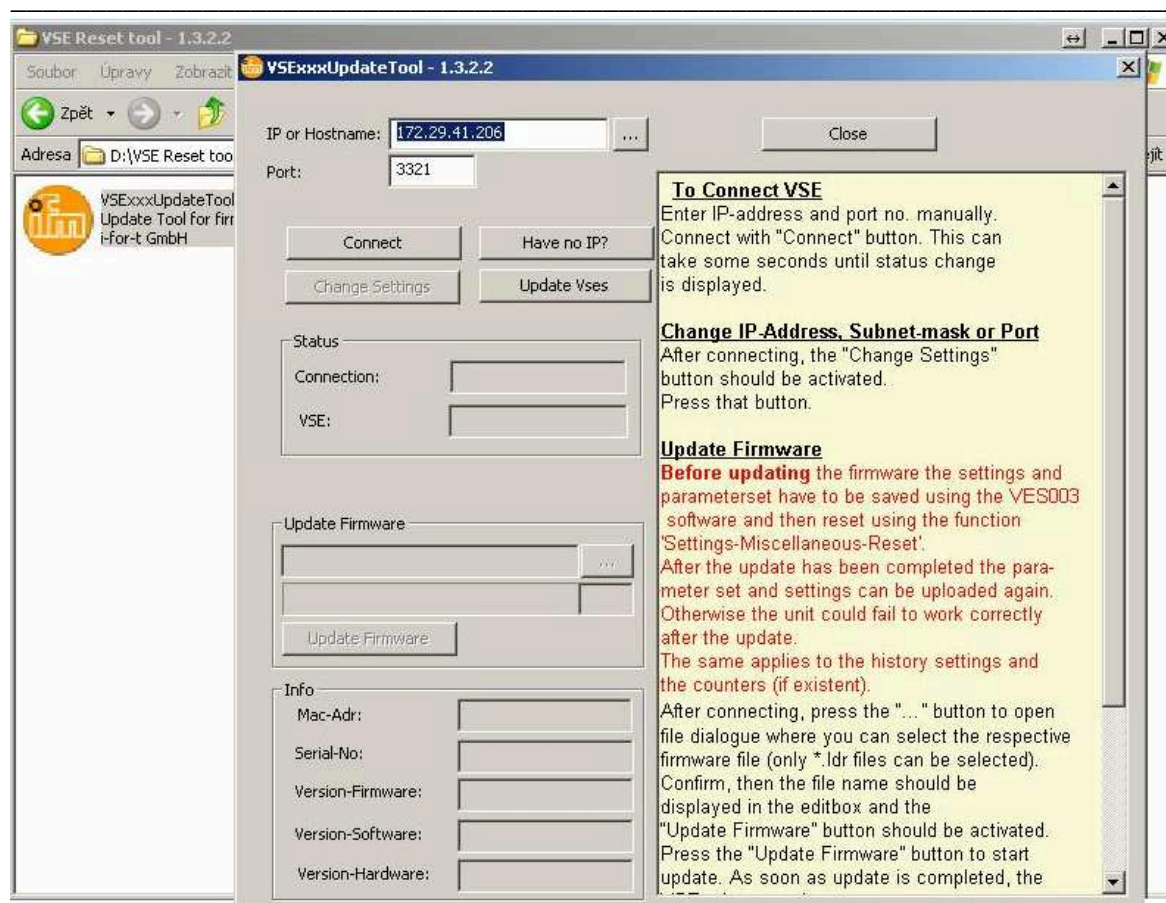 VSE Reset tool - 1.3.2.2
Soubor Úpravy Zobrazit
Zpět
Adresa D:\VSE Reset too
ejít
ifm
VSExxxUpdateTool
Update Tool for firm
i-for-t GmbH
VSExxxUpdateTool - 1.3.2.2
IP or Hostname: 172.29.41.206 ...
Close
Port: 3321
Connect Have no IP?
Change Settings Update Vses
Status
Connection:
VSE:
Update Firmware
...
Update Firmware
Info
Mac-Adr:
Serial-No:
Version-Firmware:
Version-Software:
Version-Hardware:
To Connect VSE
Enter IP-address and port no. manually.
Connect with "Connect" button. This can
take some seconds until status change
is displayed.
Change IP-Address, Subnet-mask or Port
After connecting, the "Change Settings"
button should be activated.
Press that button.
Update Firmware
Before updating the firmware the settings and
parameterset have to be saved using the VES003
software and then reset using the function
'Settings-Miscellaneous-Reset'.
After the update has been completed the para-
meter set and settings can be uploaded again.
Otherwise the unit could fail to work correctly
after the update.
The same applies to the history settings and
the counters (if existent).
After connecting, press the "..." button to open
file dialogue where you can select the respective
firmware file (only *.ldr files can be selected).
Confirm, then the file name should be
displayed in the editbox and the
"Update Firmware" button should be activated.
Press the "Update Firmware" button to start
update. As soon as update is completed, the